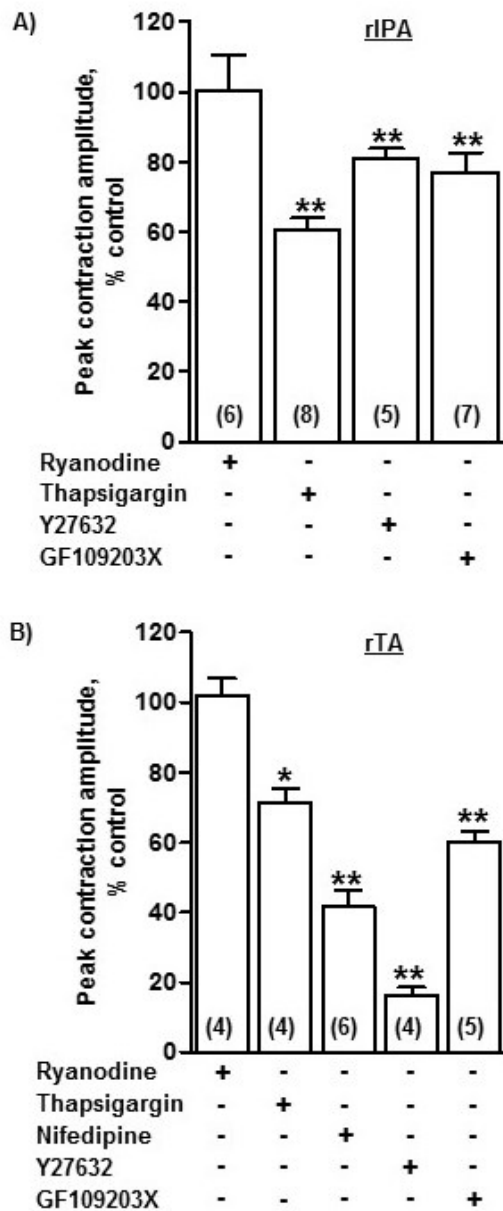 A)
rIPA
Peak contraction amplitude,
% control
120
100
80
60
40
20
0
**
**
**
(6) (8) (5) (7)
Ryanodine + - - -
Thapsigargin - + - -
Y27632 - - + -
GF109203X - - - +
B)
rTA
Peak contraction amplitude,
% control
120
100
80
60
40
20
0
*
**
**
**
(4) (4) (6) (4) (5)
Ryanodine + - - - -
Thapsigargin - + - - -
Nifedipine - - + - -
Y27632 - - - + -
GF109203X - - - - +